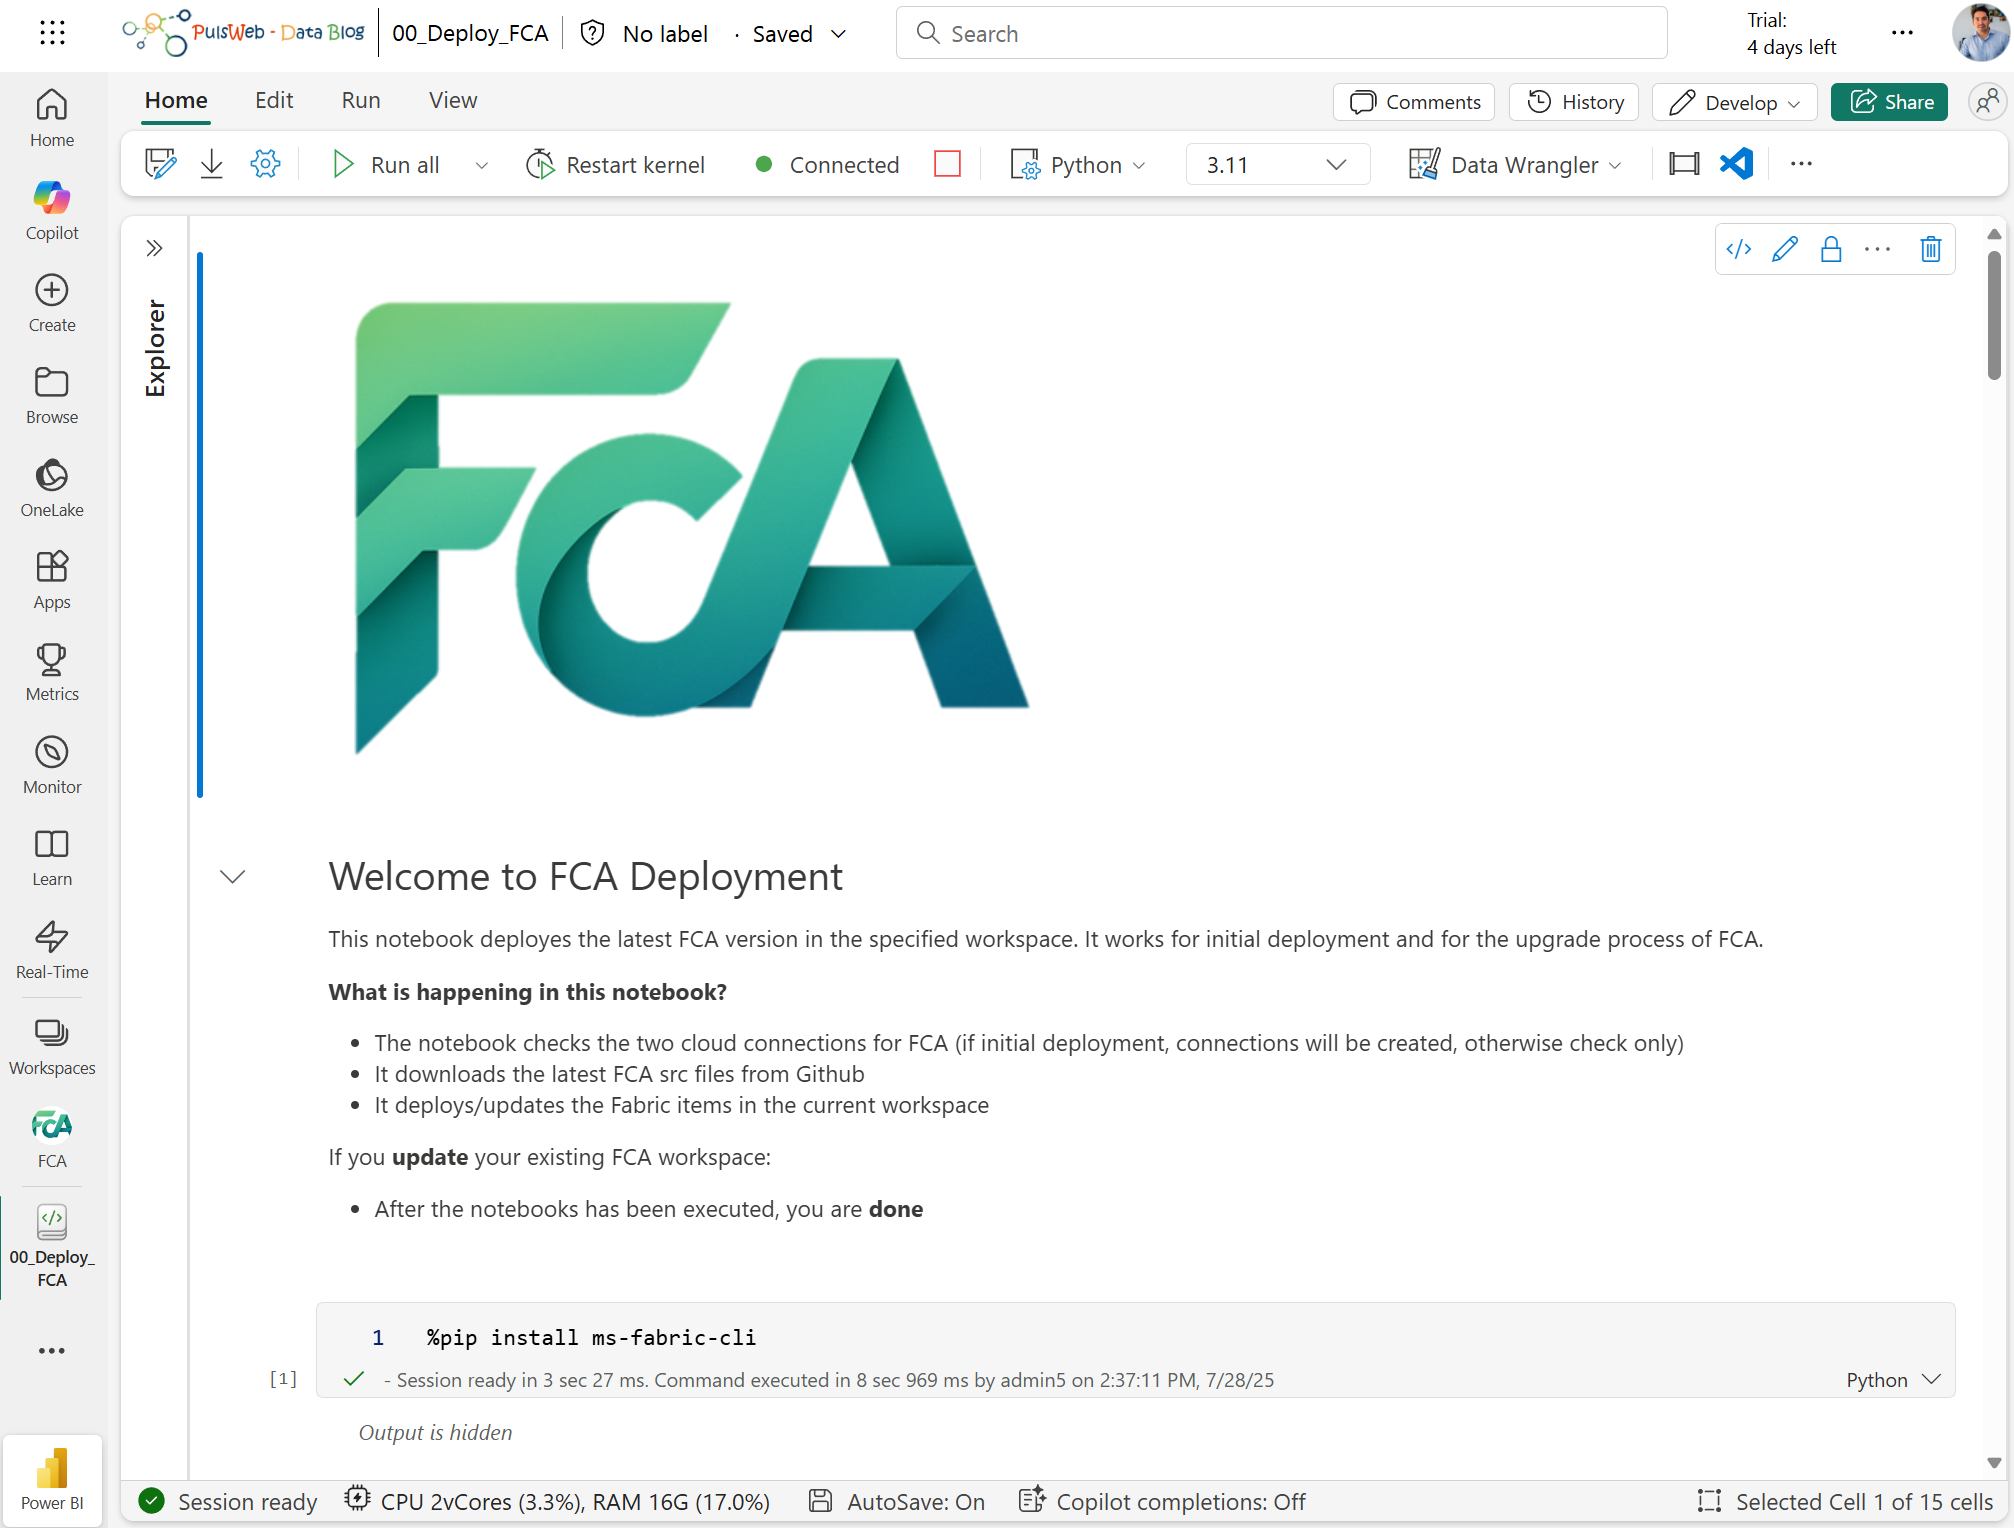 PulsWeb - Data Blog
00_Deploy_FCA
No label · Saved
Search
Trial:
4 days left
Home Edit Run View
Comments History Develop Share
Run all Restart kernel Connected Python 3.11 Data Wrangler
Home
Copilot
Create
Browse
OneLake
Apps
Metrics
Monitor
Learn
Real-Time
Workspaces
FCA
FCA
00_Deploy_
FCA
Power BI
Explorer
FCA
Welcome to FCA Deployment
This notebook deployes the latest FCA version in the specified workspace. It works for initial deployment and for the upgrade process of FCA.
What is happening in this notebook?
• The notebook checks the two cloud connections for FCA (if initial deployment, connections will be created, otherwise check only)
• It downloads the latest FCA src files from Github
• It deploys/updates the Fabric items in the current workspace
If you update your existing FCA workspace:
• After the notebooks has been executed, you are done
1 %pip install ms-fabric-cli
[1] - Session ready in 3 sec 27 ms. Command executed in 8 sec 969 ms by admin5 on 2:37:11 PM, 7/28/25 Python
Output is hidden
Session ready CPU 2vCores (3.3%), RAM 16G (17.0%) AutoSave: On Copilot completions: Off Selected Cell 1 of 15 cells